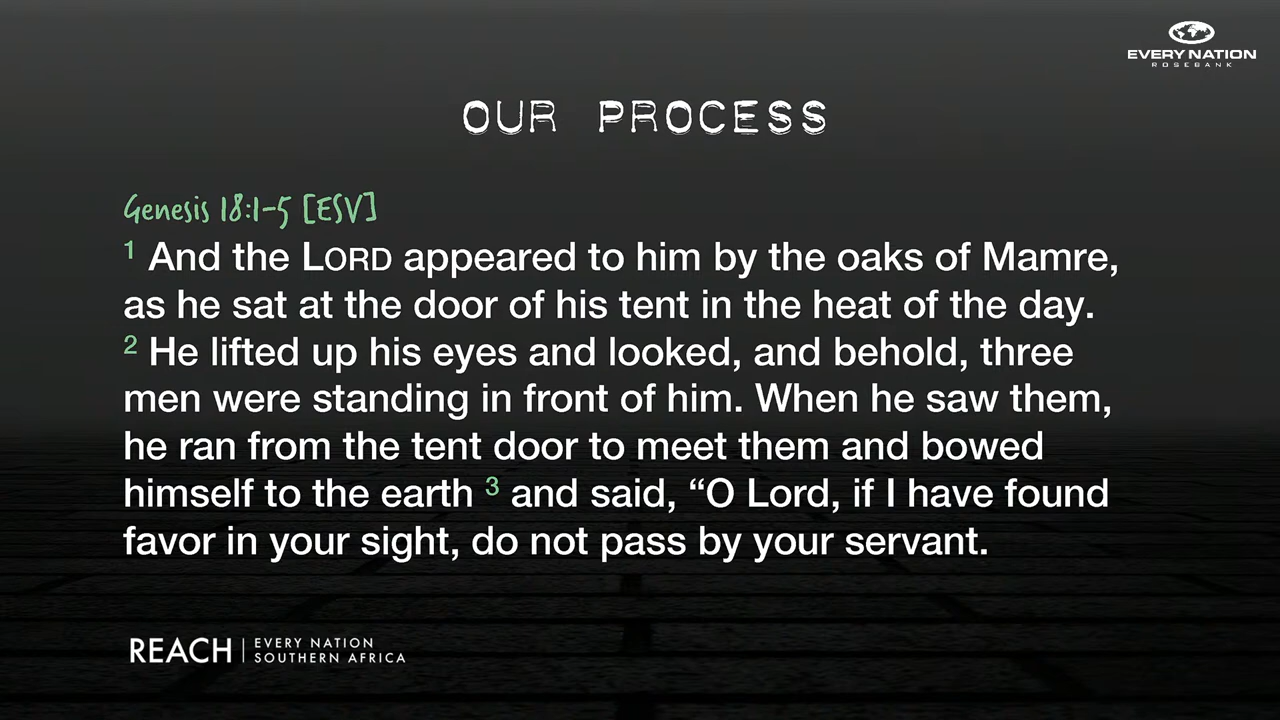 EVERY NATION
ROSEBANK
OUR PROCESS
Genesis 18:1-5 [ESV]
1 And the LORD appeared to him by the oaks of Mamre,
as he sat at the door of his tent in the heat of the day.
2 He lifted up his eyes and looked, and behold, three
men were standing in front of him. When he saw them,
he ran from the tent door to meet them and bowed
himself to the earth 3 and said, “O Lord, if I have found
favor in your sight, do not pass by your servant.
REACH | EVERY NATION
SOUTHERN AFRICA